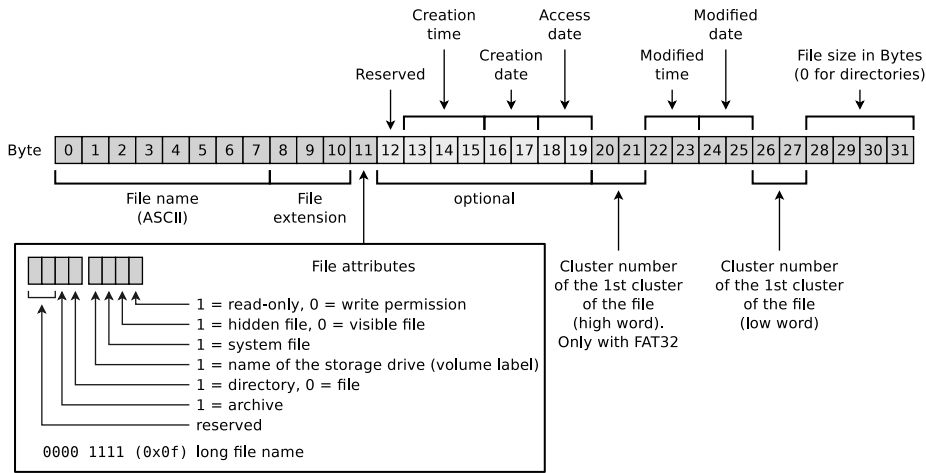 Creation
time
Access
date
Modified
date
Reserved
Creation
date
Modified
time
File size in Bytes
(0 for directories)
Byte
0 1 2 3 4 5 6 7 8 9 10 11 12 13 14 15 16 17 18 19 20 21 22 23 24 25 26 27 28 29 30 31
File name
(ASCII)
File
extension
optional
Cluster number
of the 1st cluster
of the file
(high word).
Only with FAT32
Cluster number
of the 1st cluster
of the file
(low word)
File attributes
1 = read-only, 0 = write permission
1 = hidden file, 0 = visible file
1 = system file
1 = name of the storage drive (volume label)
1 = directory, 0 = file
1 = archive
reserved
0000 1111 (0x0f) long file name